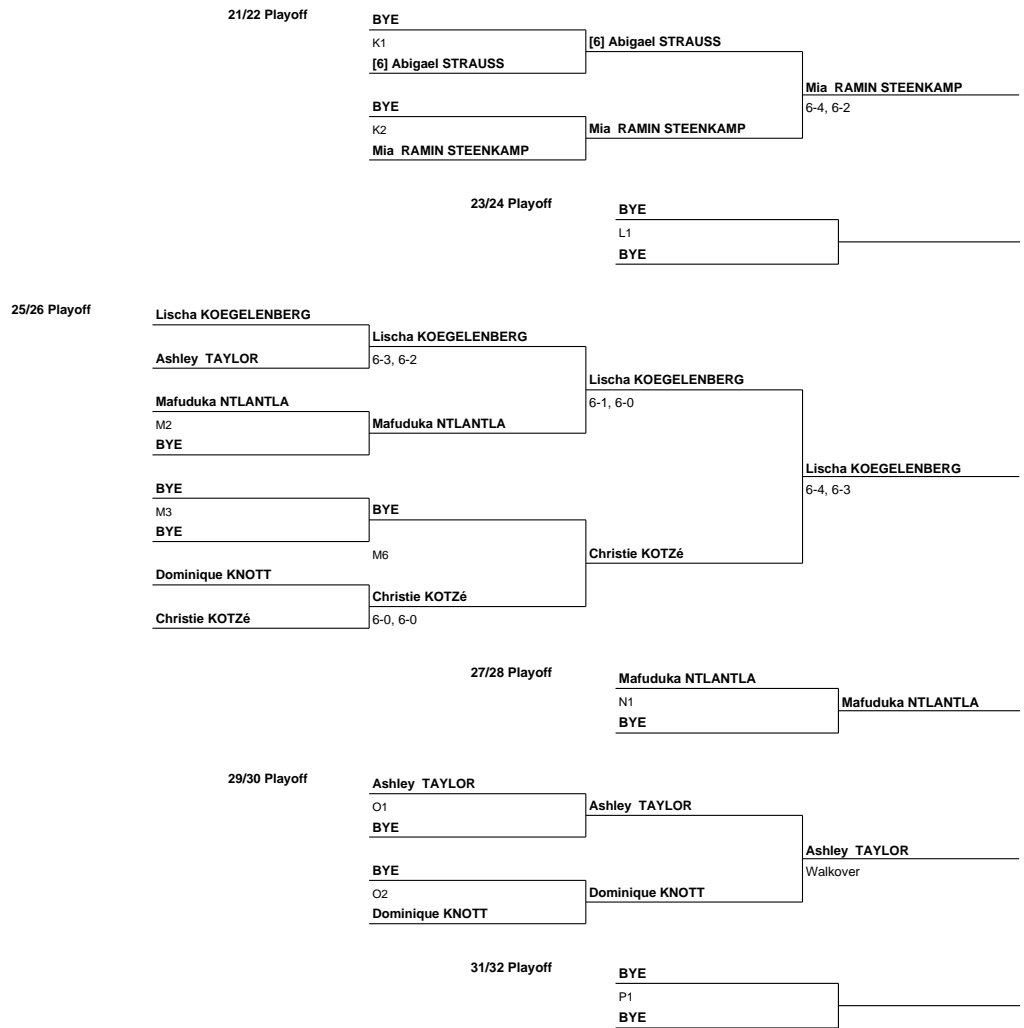 21/22 Playoff
BYE
K1
[6] Abigael STRAUSS
[6] Abigael STRAUSS
BYE
K2
Mia RAMIN STEENKAMP
Mia RAMIN STEENKAMP
Mia RAMIN STEENKAMP
6-4, 6-2
23/24 Playoff
BYE
L1
BYE
25/26 Playoff
Lischa KOEGELENBERG
Ashley TAYLOR
Lischa KOEGELENBERG
6-3, 6-2
Mafuduka NTLANTLA
M2
BYE
Mafuduka NTLANTLA
Lischa KOEGELENBERG
6-1, 6-0
BYE
M3
BYE
BYE
M6
Dominique KNOTT
Christie KOTZé
Christie KOTZé
6-0, 6-0
Christie KOTZé
Lischa KOEGELENBERG
6-4, 6-3
27/28 Playoff
Mafuduka NTLANTLA
N1
BYE
Mafuduka NTLANTLA
29/30 Playoff
Ashley TAYLOR
O1
BYE
Ashley TAYLOR
BYE
O2
Dominique KNOTT
Dominique KNOTT
Ashley TAYLOR
Walkover
31/32 Playoff
BYE
P1
BYE